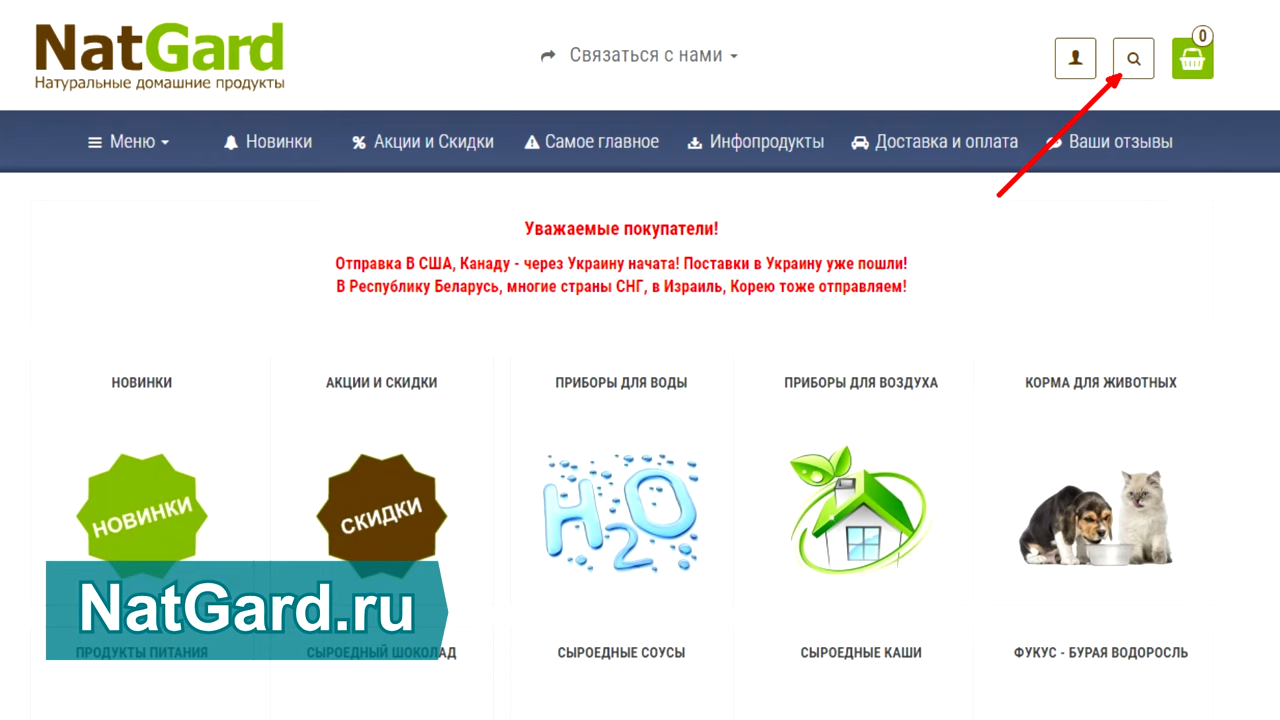 NatGard
Натуральные домашние продукты
Связаться с нами
0
Меню
Новинки
Акции и Скидки
Самое главное
Инфопродукты
Доставка и оплата
Ваши отзывы
Уважаемые покупатели!
Отправка В США, Канаду - через Украину начата! Поставки в Украину уже пошли!
В Республику Беларусь, многие страны СНГ, в Израиль, Корею тоже отправляем!
НОВИНКИ
АКЦИИ И СКИДКИ
ПРИБОРЫ ДЛЯ ВОДЫ
ПРИБОРЫ ДЛЯ ВОЗДУХА
КОРМА ДЛЯ ЖИВОТНЫХ
НОВИНКИ
СКИДКИ
H2O
NatGard.ru
ПРОДУКТЫ ПИТАНИЯ
СЫРОЕДНЫЙ ШОКОЛАД
СЫРОЕДНЫЕ СОУСЫ
СЫРОЕДНЫЕ КАШИ
ФУКУС - БУРАЯ ВОДОРОСЛЬ